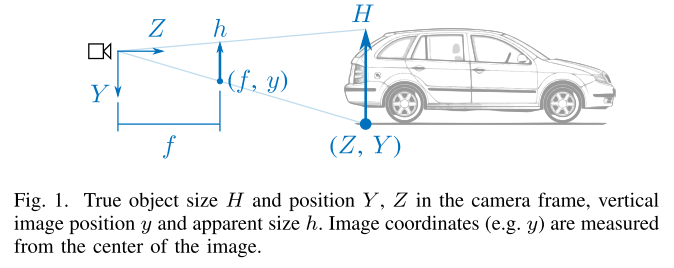 Z
h
H
Y
(f, y)
f
(Z, Y)
Fig. 1. True object size H and position Y, Z in the camera frame, vertical
image position y and apparent size h. Image coordinates (e.g. y) are measured
from the center of the image.